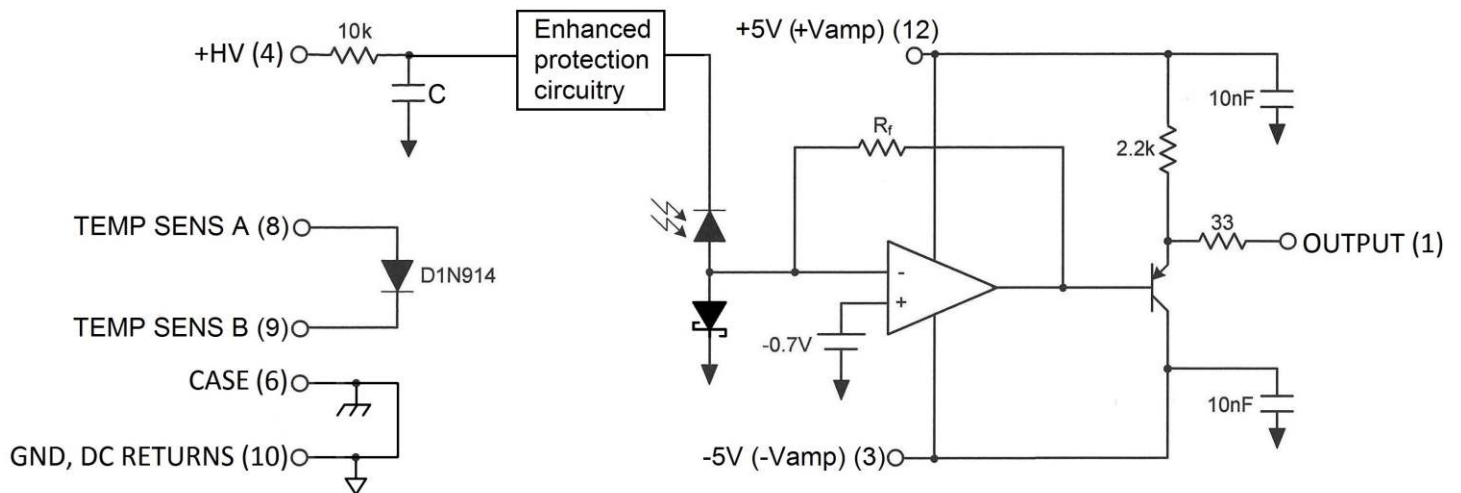 +HV (4)
10k
C
Enhanced
protection
circuitry
+5V (+Vamp) (12)
10nF
Rf
2.2k
TEMP SENS A (8)
D1N914
TEMP SENS B (9)
33
OUTPUT (1)
-
+
-0.7V
CASE (6)
10nF
GND, DC RETURNS (10)
-5V (-Vamp) (3)